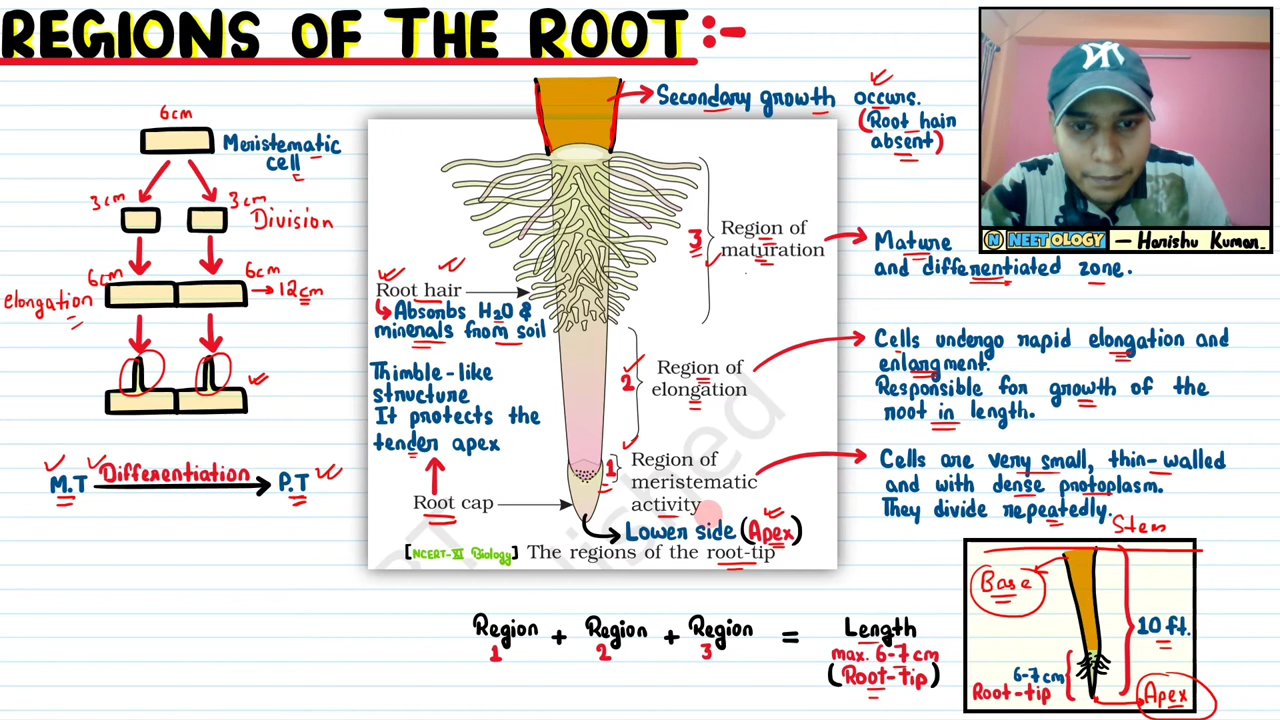 REGIONS OF THE ROOT :-
6cm
Meristematic
cell
3cm
3cm
Division
6cm
6cm
elongation
→ 12cm
M.T Differentiation P.T
Secondary growth occurs.
(Root hair
absent)
Region of
maturation
3
Mature
and differentiated zone.
Root hair
Absorbs H2O &
minerals from soil
Region of
elongation
2
Cells undergo rapid elongation and
enlargment.
Responsible for growth of the
root in length.
Thimble-like
structure
It protects the
tender apex
Root cap
1
Region of
meristematic
activity
Cells are very small, thin-walled
and with dense protoplasm.
They divide repeatedly.
Lower side (Apex)
[NCERT-XI Biology] The regions of the root-tip
Region + Region + Region = Length
1 2 3 max. 6-7 cm
(Root-tip)
Stem
Base
10 ft.
6-7cm
Root-tip
Apex
N NEETOLOGY – Harishu Kumar